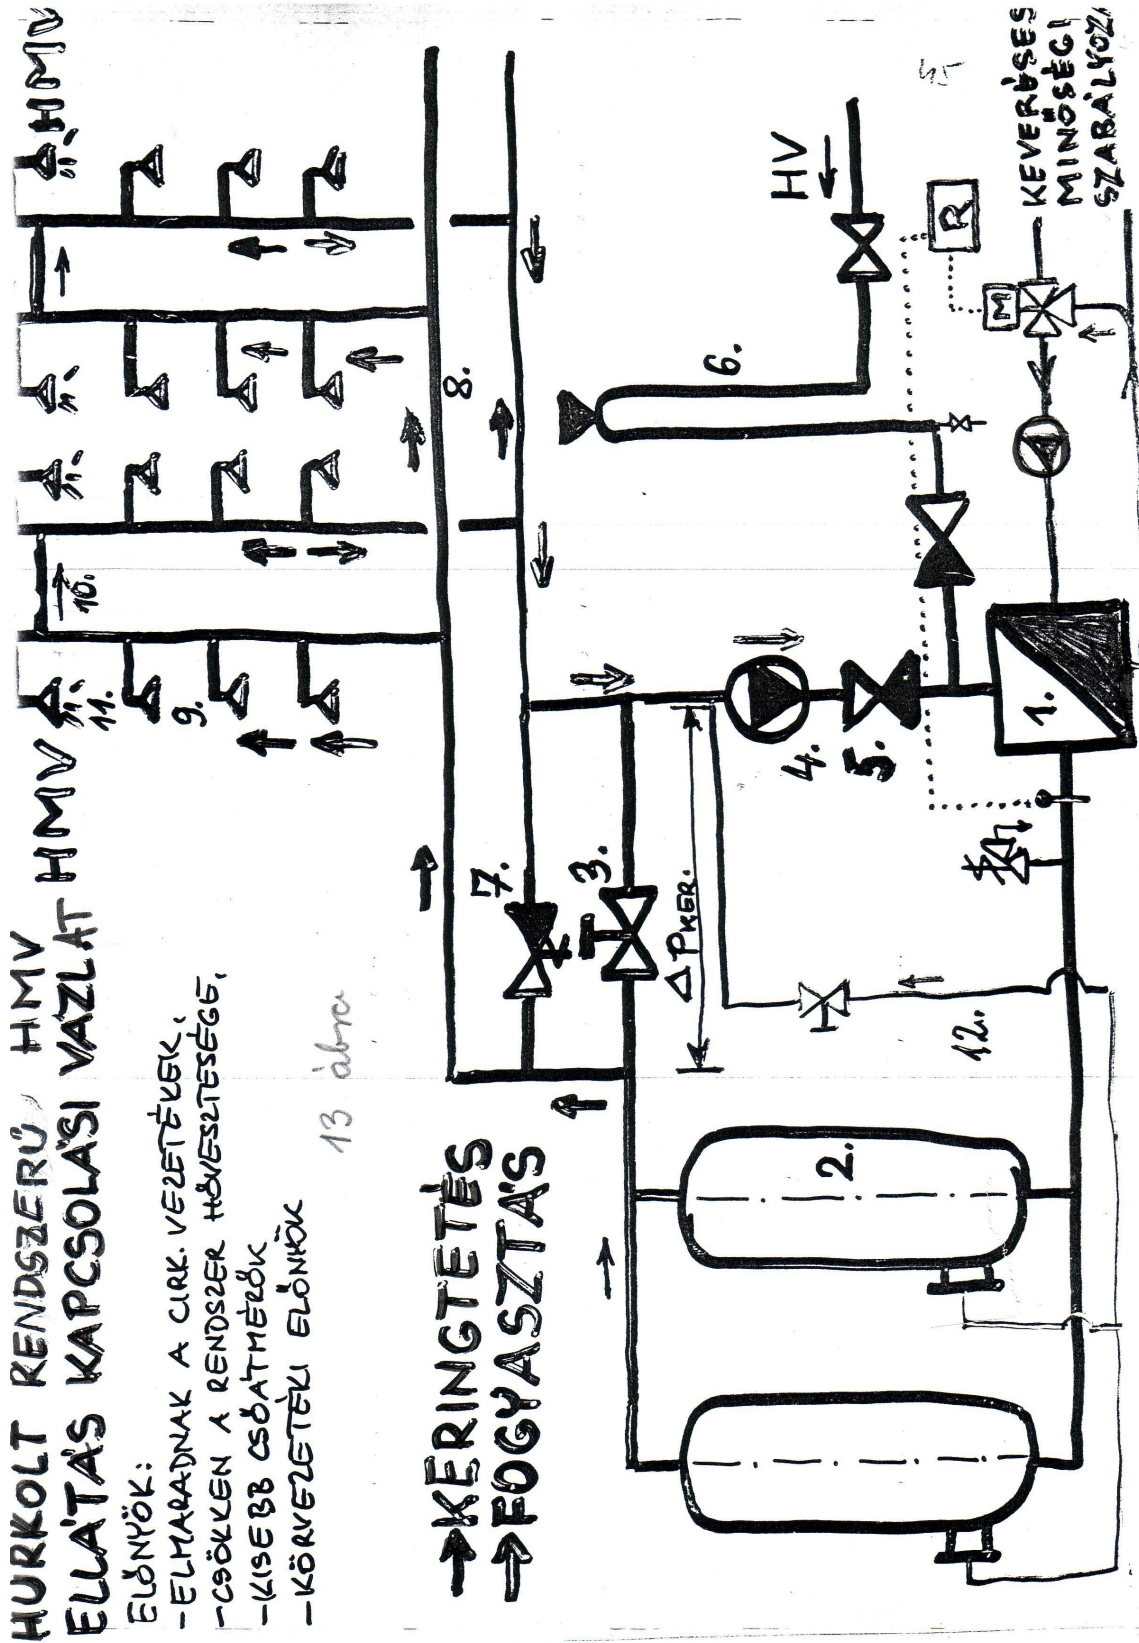 HURKOLT RENDSZERŰ HMV
ELLÁTÁS KAPCSOLÁSI VÁZLAT
ELŐNYÖK:
-ELMARADNAK A CIRK. VEZETÉKEK.
-CSÖKKEN A RENDSZER HŐVESZTESÉGE,
-KISEBB CSŐÁTMÉRŐK
-KÖRVEZETÉKI ELŐNYÖK
13 ábra
→KERINGTETÉS
→FOGYASZTÁS
HMV
HMV
11.
9.
10.
8.
7.
3.
ΔPKER.
4.
5.
6.
HV
1.
2.
12.
R
M
KEVERÉSES
MINŐSÉGI
SZABÁLYOZ